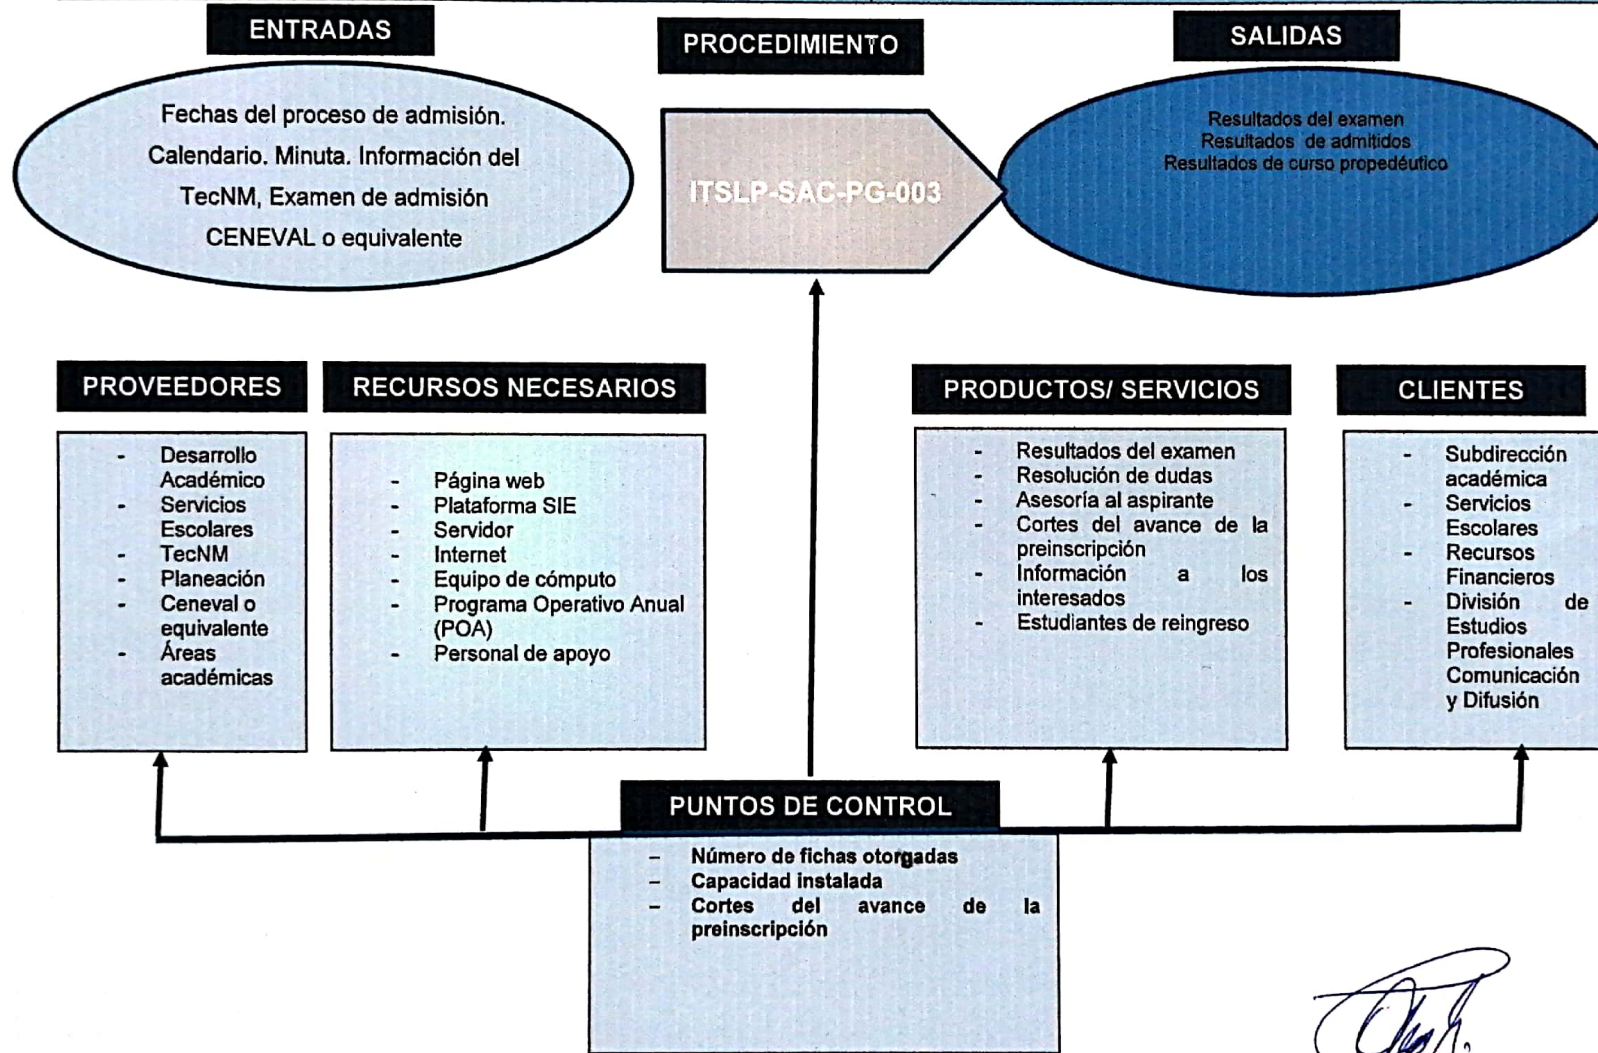 ENTRADAS
Fechas del proceso de admisión.
Calendario. Minuta. Información del
TecNM, Examen de admisión
CENEVAL o equivalente
PROCEDIMIENTO
ITSLP-SAC-PG-003
SALIDAS
Resultados del examen
Resultados de admitidos
Resultados de curso propedéutico
PROVEEDORES
- Desarrollo
Académico
- Servicios
Escolares
- TecNM
- Planeación
- Ceneval o
equivalente
- Áreas
académicas
RECURSOS NECESARIOS
- Página web
- Plataforma SIE
- Servidor
- Internet
- Equipo de cómputo
- Programa Operativo Anual
(POA)
- Personal de apoyo
PRODUCTOS/ SERVICIOS
- Resultados del examen
- Resolución de dudas
- Asesoría al aspirante
- Cortes del avance de la
preinscripción
- Información a los
interesados
- Estudiantes de reingreso
CLIENTES
- Subdirección
académica
- Servicios
Escolares
- Recursos
Financieros
- División de
Estudios
Profesionales
Comunicación
y Difusión
PUNTOS DE CONTROL
– Número de fichas otorgadas
– Capacidad instalada
– Cortes del avance de la
preinscripción